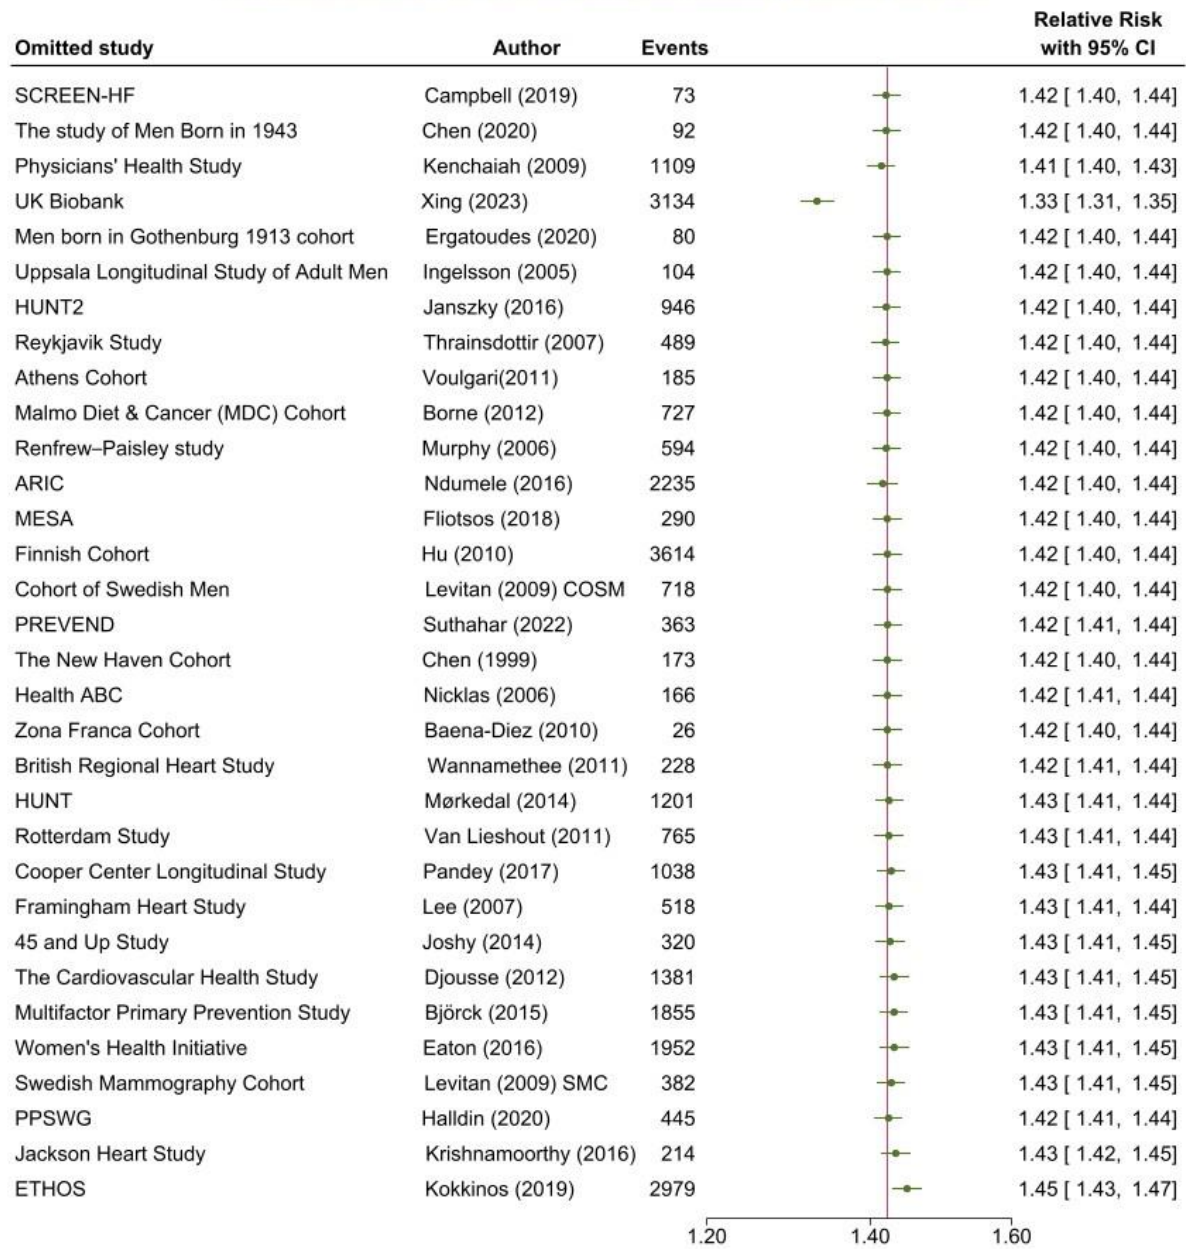 Relative Risk
Omitted study Author Events with 95% CI
SCREEN-HF Campbell (2019) 73 1.42 [ 1.40, 1.44]
The study of Men Born in 1943 Chen (2020) 92 1.42 [ 1.40, 1.44]
Physicians' Health Study Kenchaiah (2009) 1109 1.41 [ 1.40, 1.43]
UK Biobank Xing (2023) 3134 1.33 [ 1.31, 1.35]
Men born in Gothenburg 1913 cohort Ergatoudes (2020) 80 1.42 [ 1.40, 1.44]
Uppsala Longitudinal Study of Adult Men Ingelsson (2005) 104 1.42 [ 1.40, 1.44]
HUNT2 Janszky (2016) 946 1.42 [ 1.40, 1.44]
Reykjavik Study Thrainsdottir (2007) 489 1.42 [ 1.40, 1.44]
Athens Cohort Voulgari(2011) 185 1.42 [ 1.40, 1.44]
Malmo Diet & Cancer (MDC) Cohort Borne (2012) 727 1.42 [ 1.40, 1.44]
Renfrew–Paisley study Murphy (2006) 594 1.42 [ 1.40, 1.44]
ARIC Ndumele (2016) 2235 1.42 [ 1.40, 1.44]
MESA Fliotsos (2018) 290 1.42 [ 1.40, 1.44]
Finnish Cohort Hu (2010) 3614 1.42 [ 1.40, 1.44]
Cohort of Swedish Men Levitan (2009) COSM 718 1.42 [ 1.40, 1.44]
PREVEND Suthahar (2022) 363 1.42 [ 1.41, 1.44]
The New Haven Cohort Chen (1999) 173 1.42 [ 1.40, 1.44]
Health ABC Nicklas (2006) 166 1.42 [ 1.41, 1.44]
Zona Franca Cohort Baena-Diez (2010) 26 1.42 [ 1.40, 1.44]
British Regional Heart Study Wannamethee (2011) 228 1.42 [ 1.41, 1.44]
HUNT Mørkedal (2014) 1201 1.43 [ 1.41, 1.44]
Rotterdam Study Van Lieshout (2011) 765 1.43 [ 1.41, 1.44]
Cooper Center Longitudinal Study Pandey (2017) 1038 1.43 [ 1.41, 1.45]
Framingham Heart Study Lee (2007) 518 1.43 [ 1.41, 1.44]
45 and Up Study Joshy (2014) 320 1.43 [ 1.41, 1.45]
The Cardiovascular Health Study Djousse (2012) 1381 1.43 [ 1.41, 1.45]
Multifactor Primary Prevention Study Björck (2015) 1855 1.43 [ 1.41, 1.45]
Women's Health Initiative Eaton (2016) 1952 1.43 [ 1.41, 1.45]
Swedish Mammography Cohort Levitan (2009) SMC 382 1.43 [ 1.41, 1.45]
PPSWG Halldin (2020) 445 1.42 [ 1.41, 1.44]
Jackson Heart Study Krishnamoorthy (2016) 214 1.43 [ 1.42, 1.45]
ETHOS Kokkinos (2019) 2979 1.45 [ 1.43, 1.47]
1.20 1.40 1.60